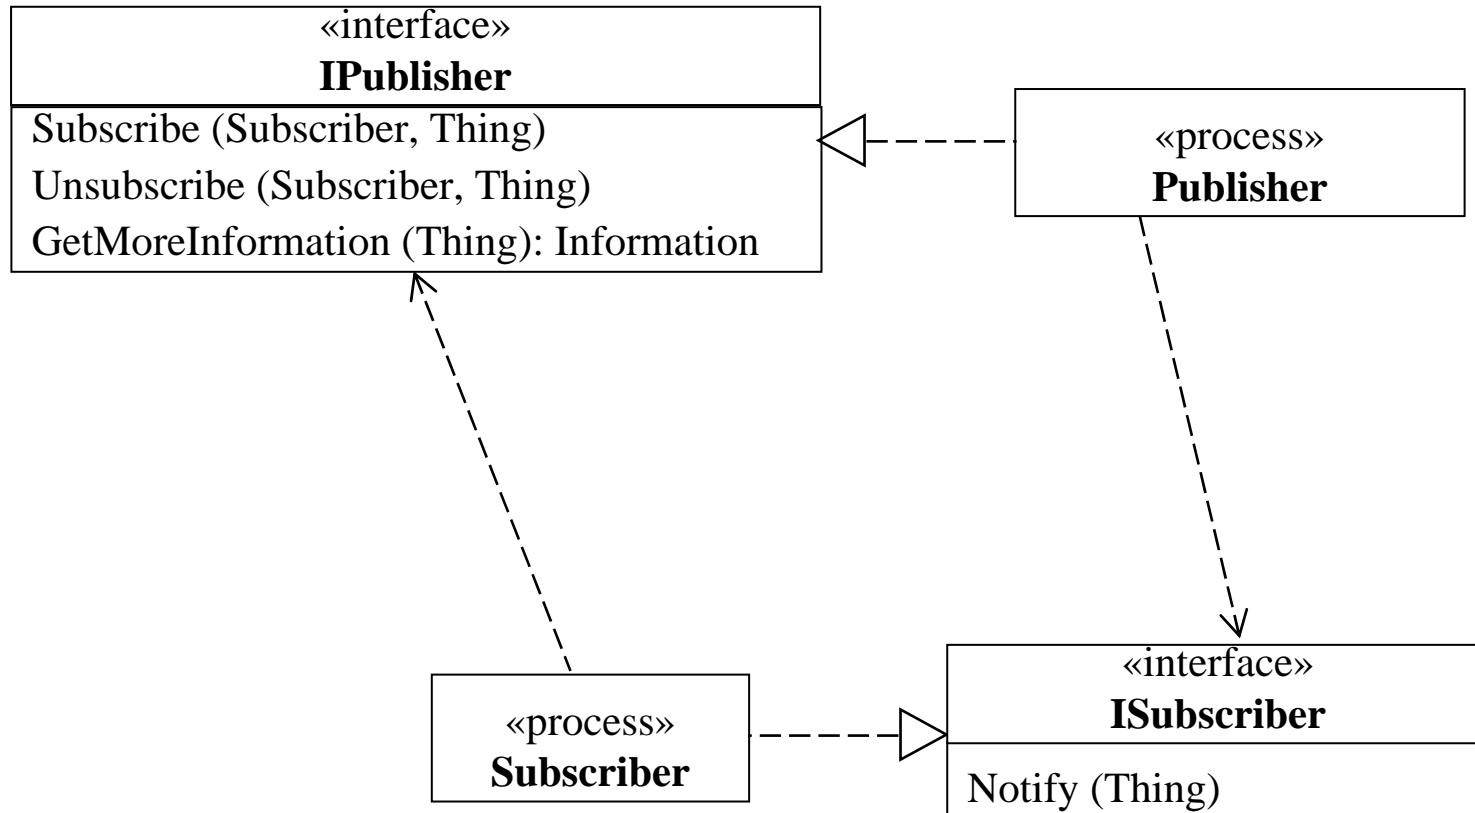 «interface»
IPublisher
Subscribe (Subscriber, Thing)
Unsubscribe (Subscriber, Thing)
GetMoreInformation (Thing): Information
«process»
Publisher
«process»
Subscriber
«interface»
ISubscriber
Notify (Thing)